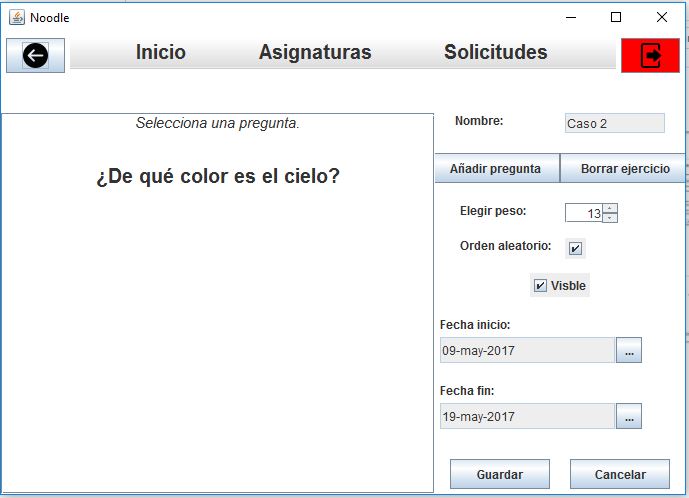 Noodle
Inicio Asignaturas Solicitudes
Selecciona una pregunta.
¿De qué color es el cielo?
Nombre: Caso 2
Añadir pregunta Borrar ejercicio
Elegir peso: 13
Orden aleatorio:
Visble
Fecha inicio:
09-may-2017 ...
Fecha fin:
19-may-2017 ...
Guardar Cancelar